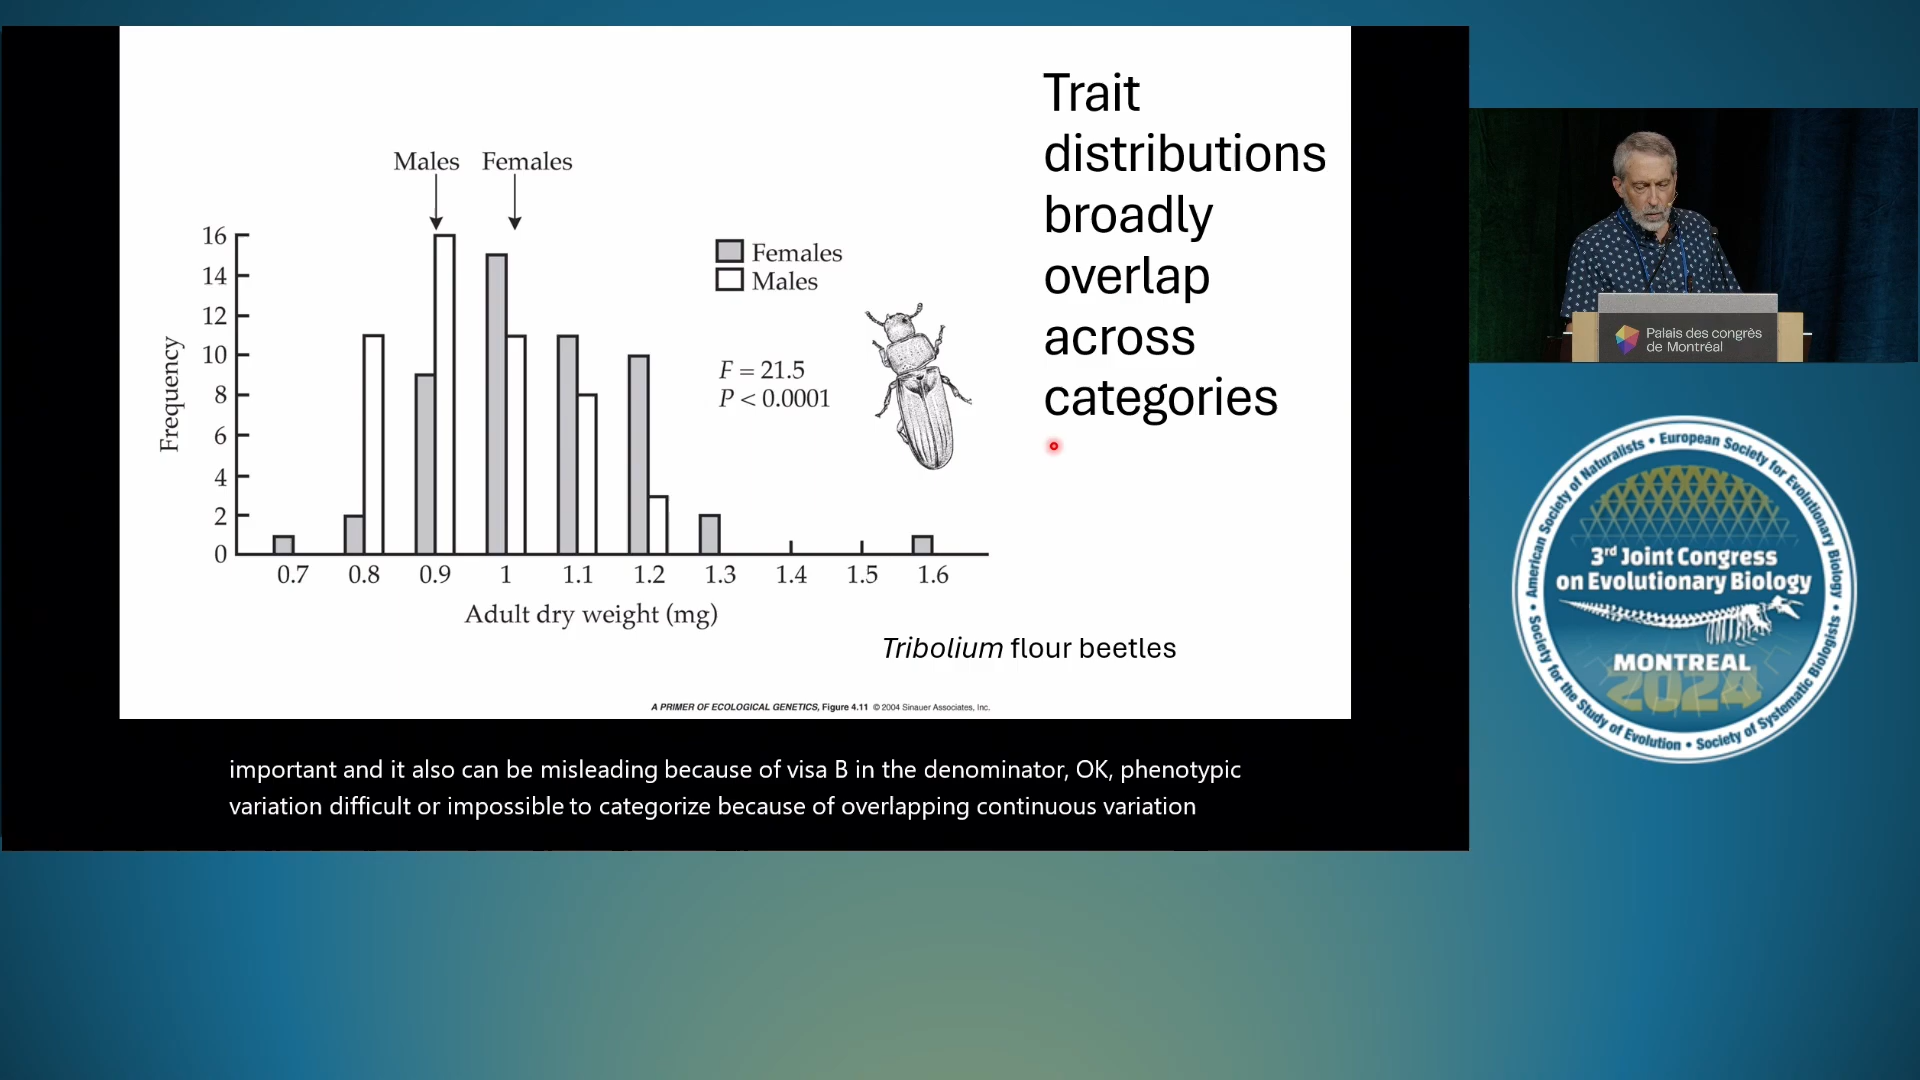 Trait
distributions
broadly
overlap
across
categories
Males Females
16
14
12
10
8
6
4
2
0
Frequency
Females
Males
F = 21.5
P < 0.0001
0.7 0.8 0.9 1 1.1 1.2 1.3 1.4 1.5 1.6
Adult dry weight (mg)
Tribolium flour beetles
A PRIMER OF ECOLOGICAL GENETICS, Figure 4.11 © 2004 Sinauer Associates, Inc.
important and it also can be misleading because of visa B in the denominator, OK, phenotypic
variation difficult or impossible to categorize because of overlapping continuous variation
Palais des congrès
de Montréal
American Society of Naturalists • European Society for Evolutionary Biology •
Society for the Study of Evolution • Society of Systematic Biologists •
3rd Joint Congress
on Evolutionary Biology
MONTREAL
2024